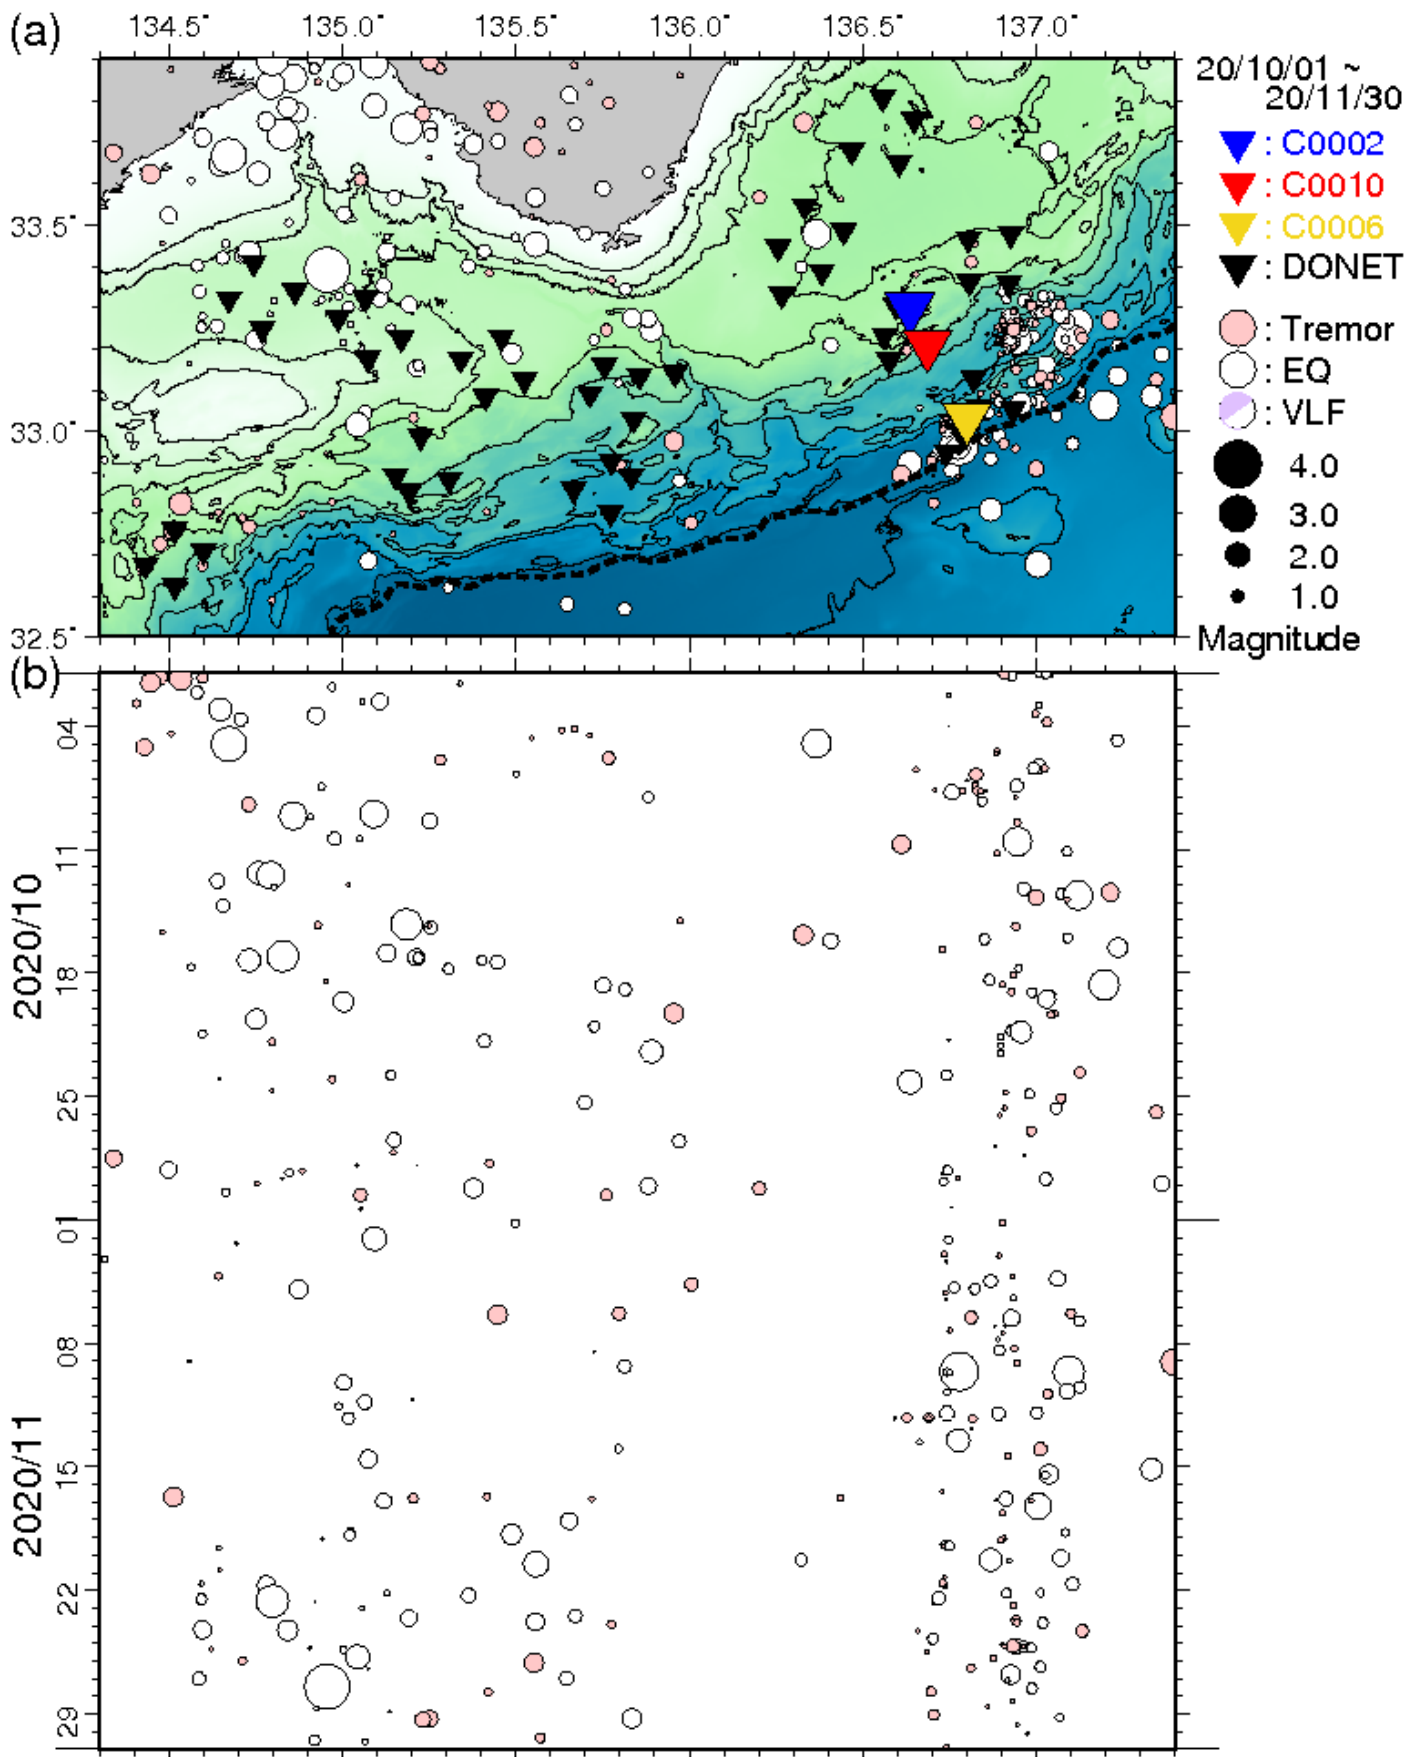 (a)
134.5° 135.0° 135.5° 136.0° 136.5° 137.0°
33.5°
33.0°
32.5°
20/10/01 ~
20/11/30
: C0002
: C0010
: C0006
: DONET
: Tremor
: EQ
: VLF
4.0
3.0
2.0
1.0
Magnitude
(b)
2020/10
04
11
18
25
2020/11
01
08
15
22
29